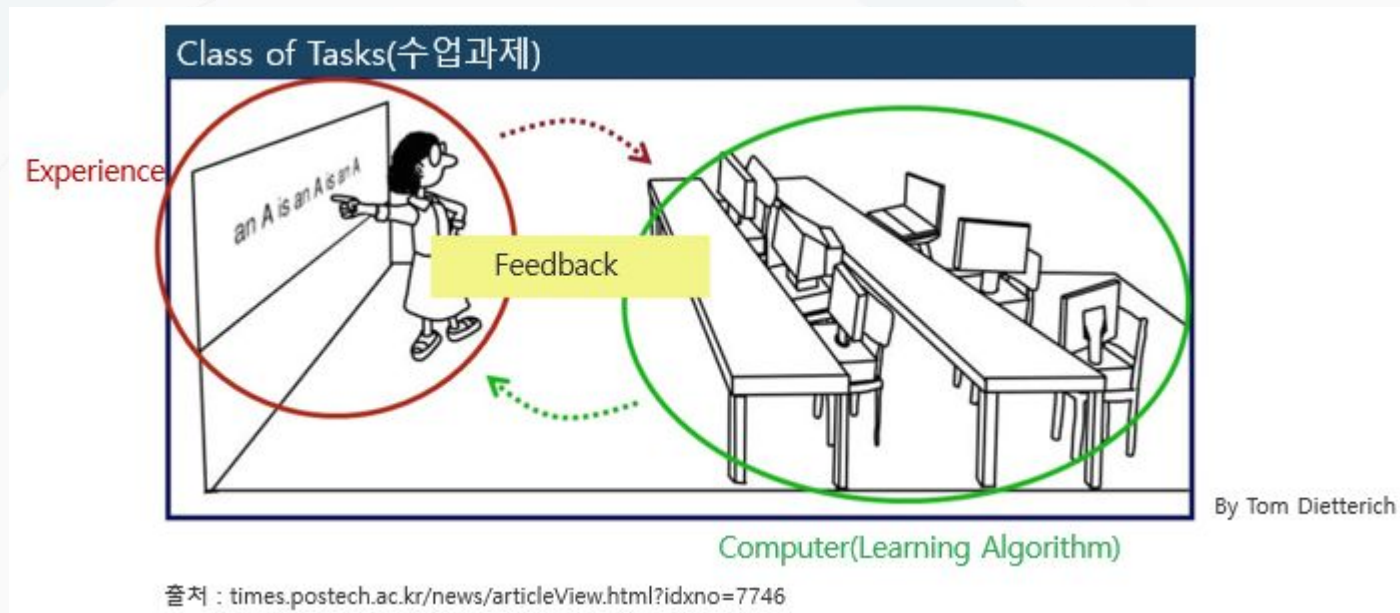 Class of Tasks(수업과제)
Experience
an A is an A is an A
Feedback
By Tom Dietterich
Computer(Learning Algorithm)
출처 : times.postech.ac.kr/news/articleView.html?idxno=7746